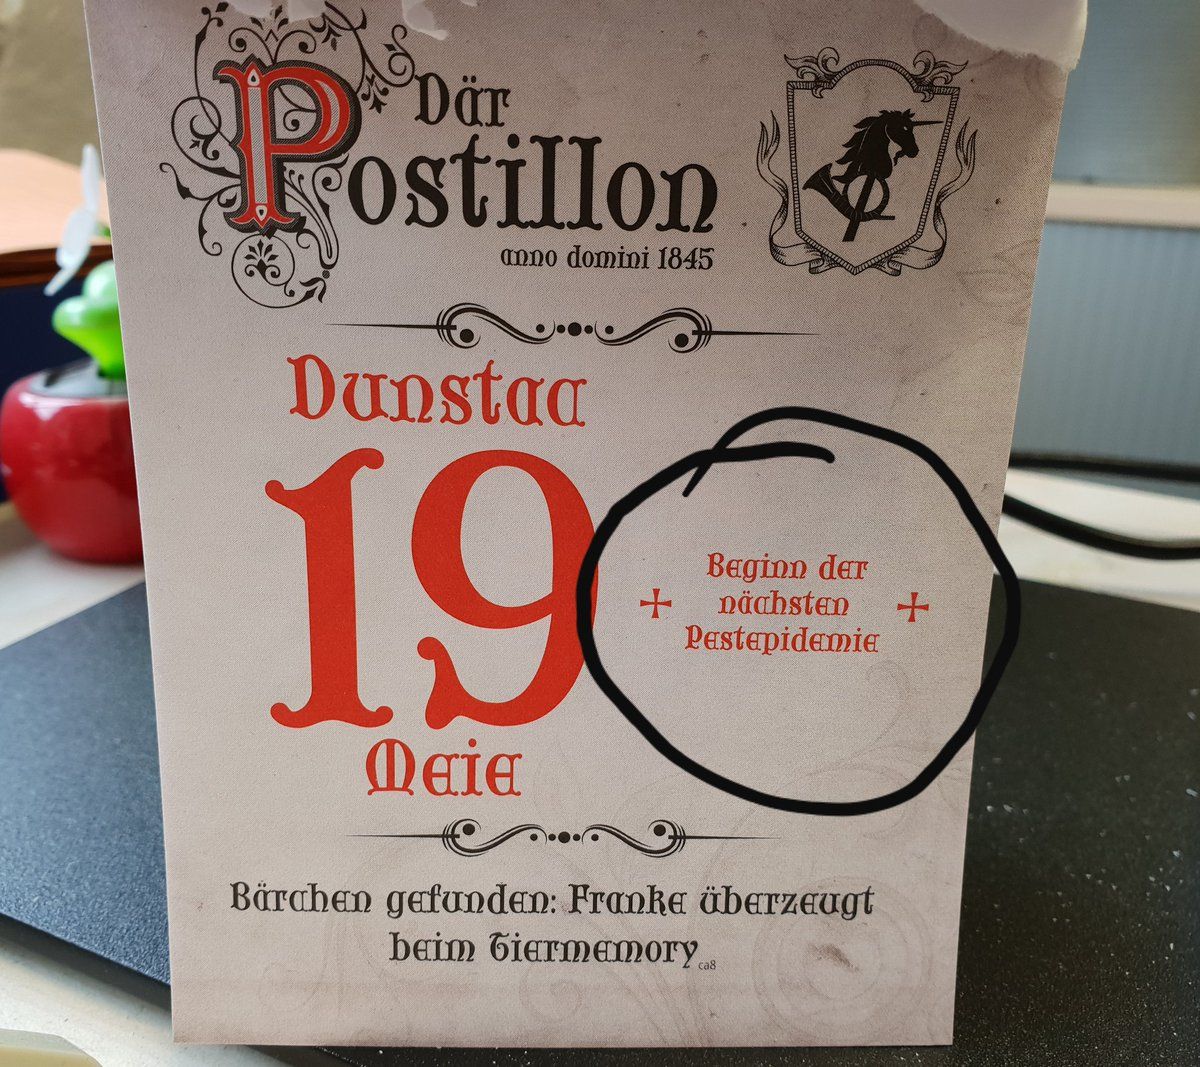 Där
Postillon
anno domini 1845
Dunstag
19
Meie
Beginn der
nächsten
Pestepidemie
Bärchen gefunden: Franke überzeugt
beim Tiermemory
ca8